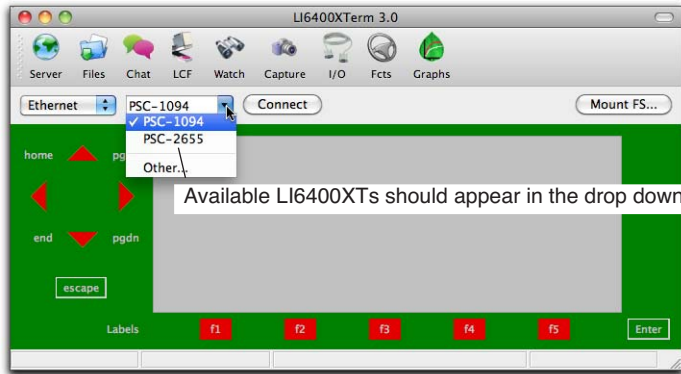 LI6400XTerm 3.0
Server Files Chat LCF Watch Capture I/O Fcts Graphs
Ethernet PSC-1094 Connect Mount FS...
✓ PSC-1094
PSC-2655
Other...
home
Available LI6400XTs should appear in the drop down
end pgdn
escape
Labels f1 f2 f3 f4 f5 Enter